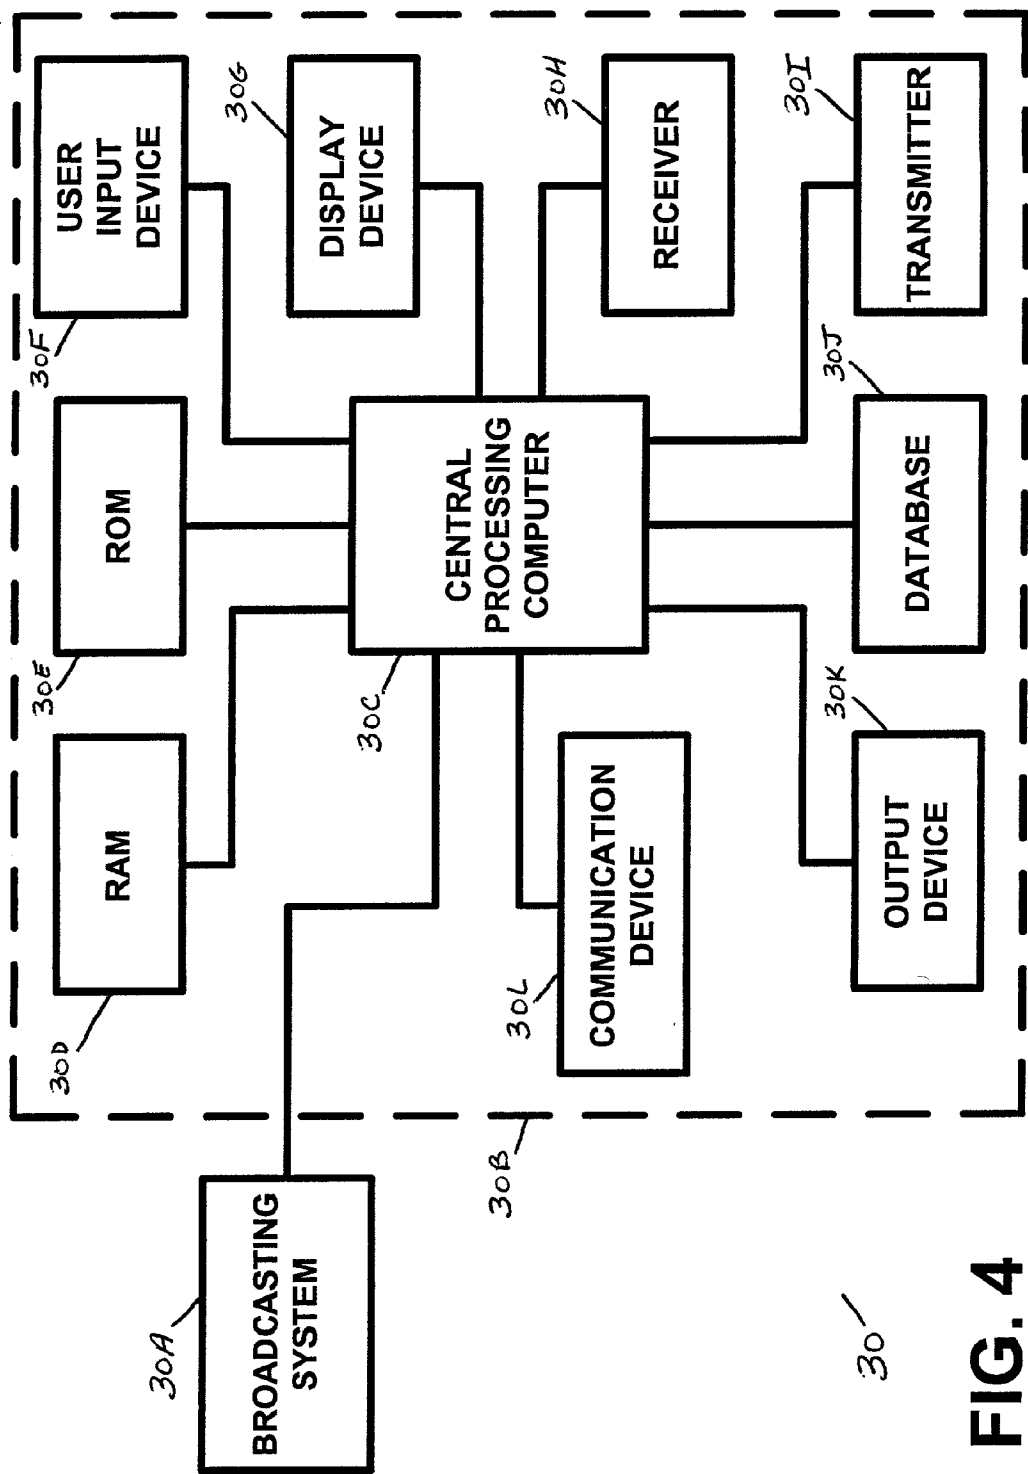 30A
BROADCASTING
SYSTEM
30B
30D
RAM
30E
ROM
30F
USER
INPUT
DEVICE
30G
DISPLAY
DEVICE
30C
CENTRAL
PROCESSING
COMPUTER
30H
RECEIVER
30L
COMMUNICATION
DEVICE
30K
OUTPUT
DEVICE
30J
DATABASE
30I
TRANSMITTER
30
FIG. 4